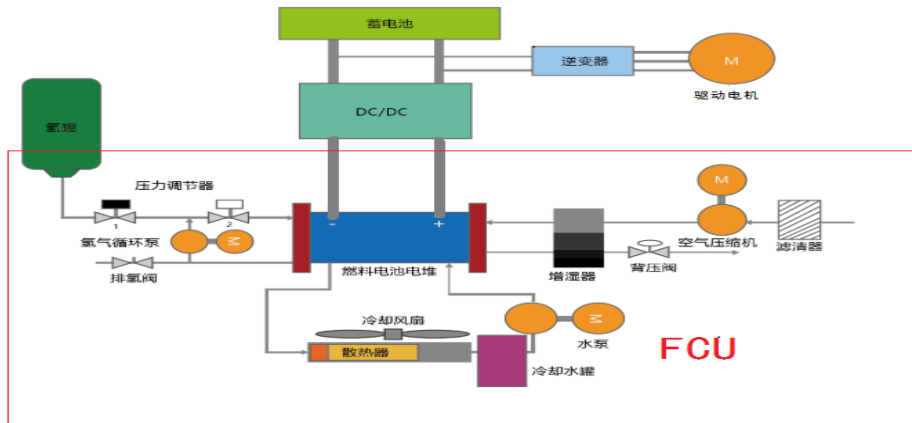 蓄电池
逆变器
M
驱动电机
DC/DC
氢罐
压力调节器
1
2
M
空气压缩机
滤清器
氢气循环泵
M
- +
排氢阀
燃料电池电堆
增湿器
背压阀
冷却风扇
散热器
M
水泵
冷却水罐
FCU